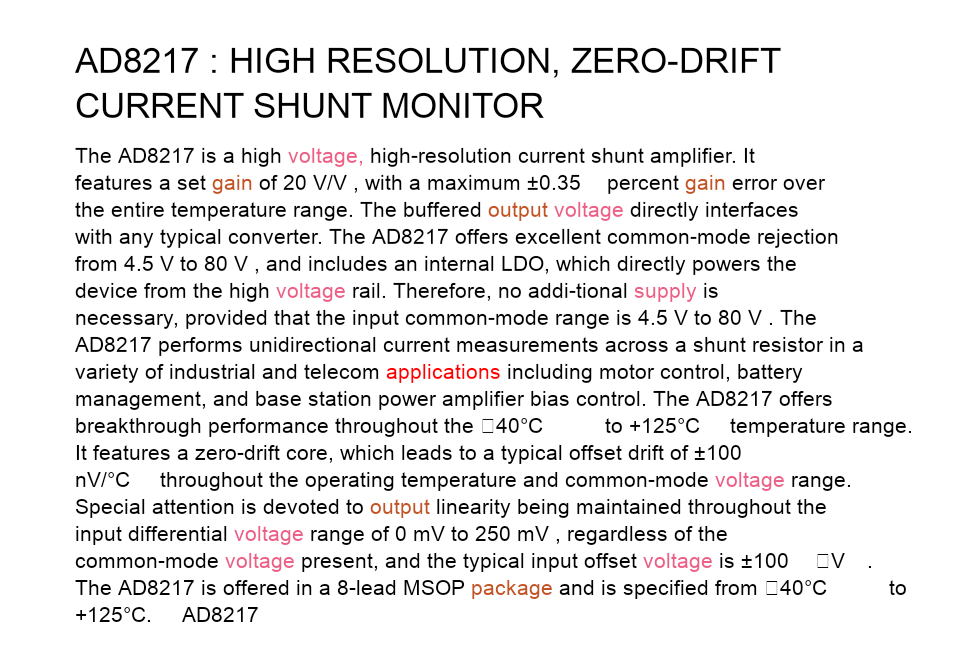 AD8217 : HIGH RESOLUTION, ZERO-DRIFT
CURRENT SHUNT MONITOR
The AD8217 is a high voltage, high-resolution current shunt amplifier. It
features a set gain of 20 V/V , with a maximum ±0.35 percent gain error over
the entire temperature range. The buffered output voltage directly interfaces
with any typical converter. The AD8217 offers excellent common-mode rejection
from 4.5 V to 80 V , and includes an internal LDO, which directly powers the
device from the high voltage rail. Therefore, no addi-tional supply is
necessary, provided that the input common-mode range is 4.5 V to 80 V . The
AD8217 performs unidirectional current measurements across a shunt resistor in a
variety of industrial and telecom applications including motor control, battery
management, and base station power amplifier bias control. The AD8217 offers
breakthrough performance throughout the □40°C to +125°C temperature range.
It features a zero-drift core, which leads to a typical offset drift of ±100
nV/°C throughout the operating temperature and common-mode voltage range.
Special attention is devoted to output linearity being maintained throughout the
input differential voltage range of 0 mV to 250 mV , regardless of the
common-mode voltage present, and the typical input offset voltage is ±100 □V .
The AD8217 is offered in a 8-lead MSOP package and is specified from □40°C to
+125°C. AD8217